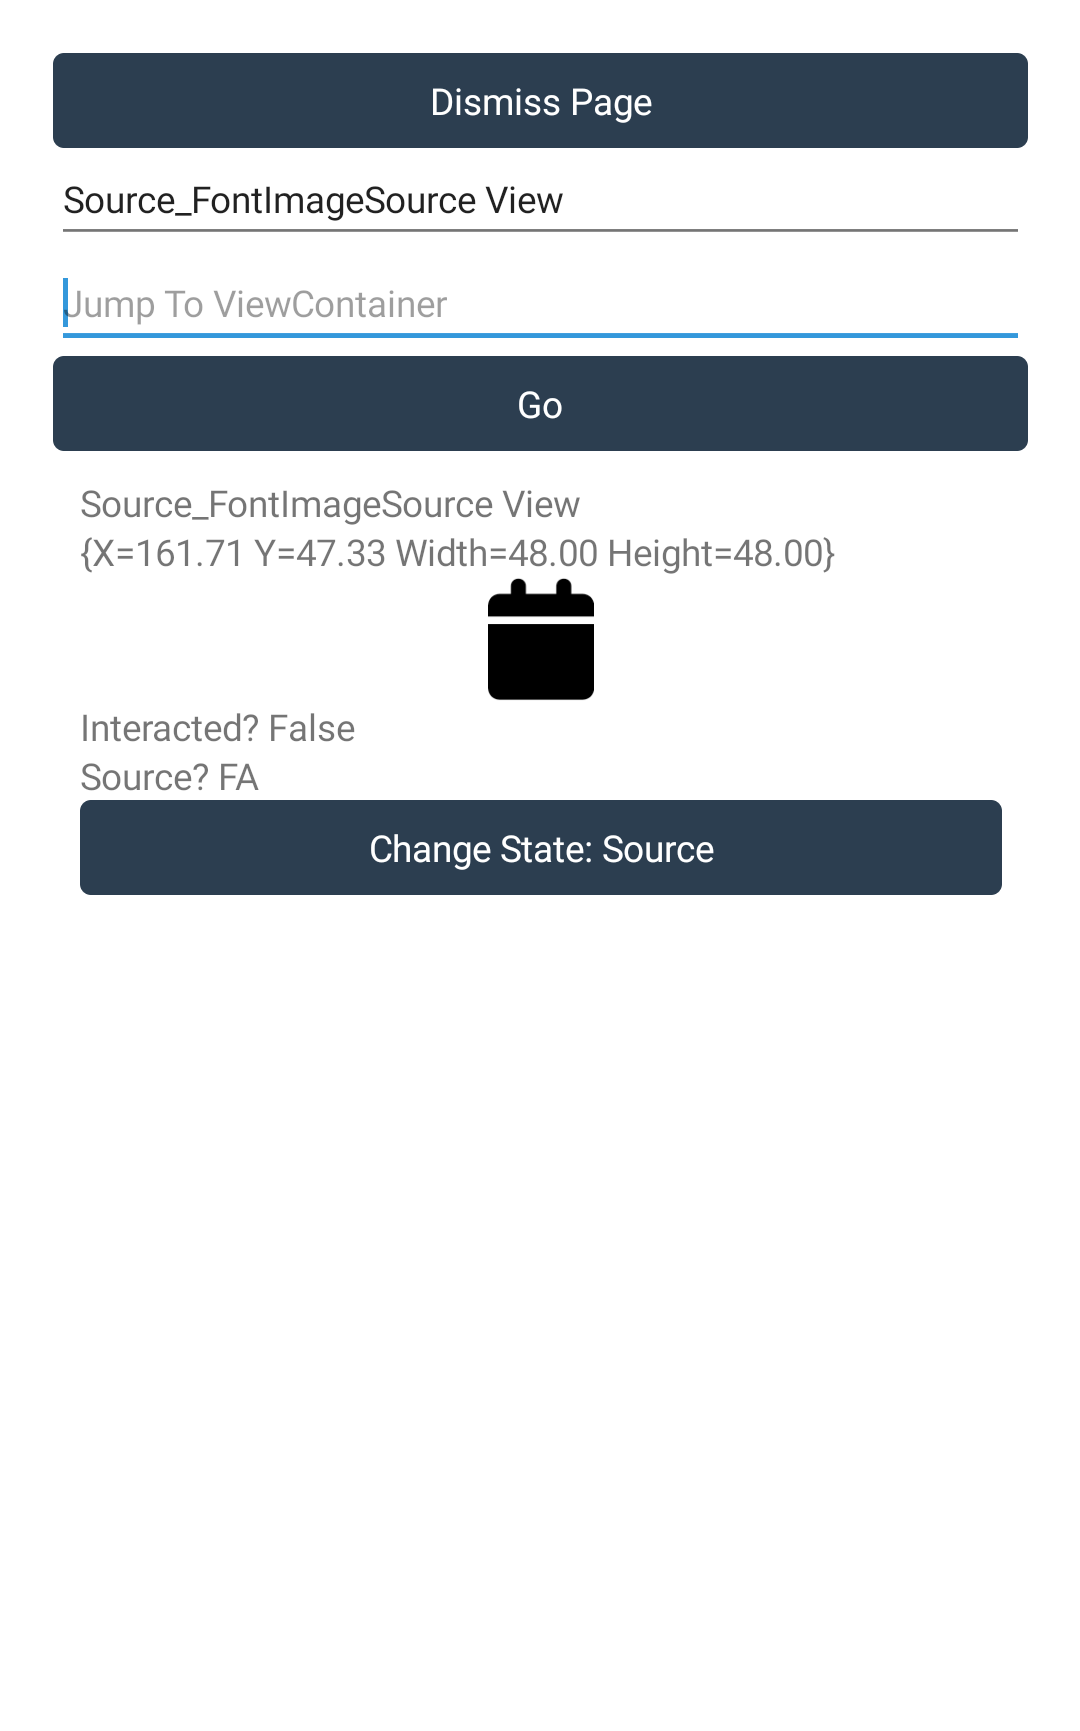 Dismiss Page
Source_FontImageSource View
Jump To ViewContainer
Go
Source_FontImageSource View
{X=161.71 Y=47.33 Width=48.00 Height=48.00}
Interacted? False
Source? FA
Change State: Source